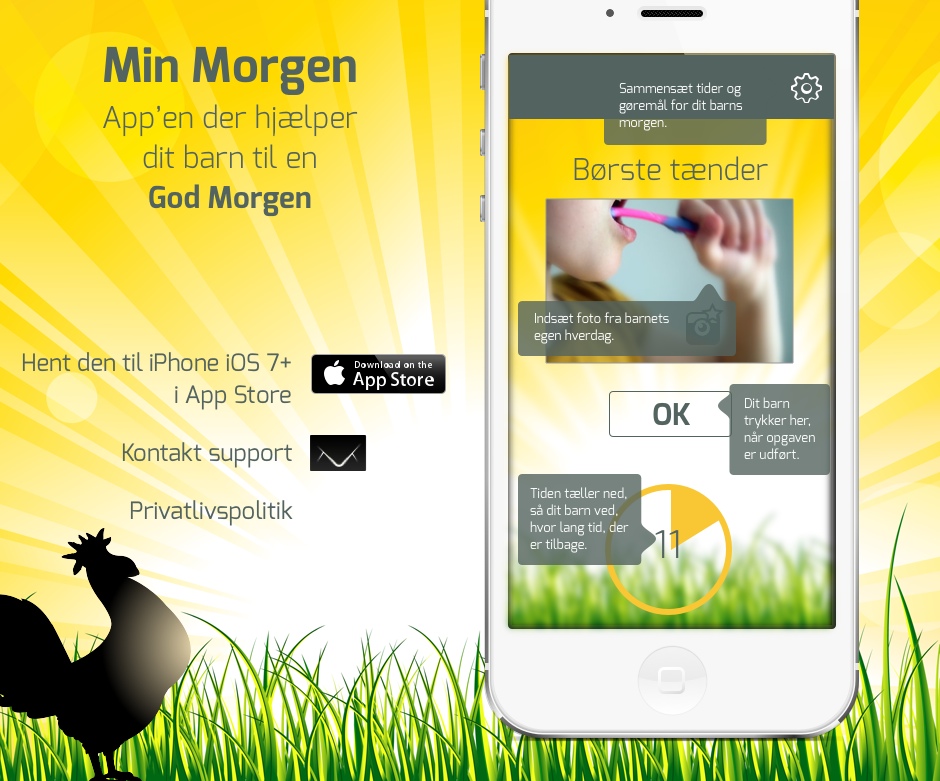 Min Morgen
App'en der hjælper
dit barn til en
God Morgen
Hent den til iPhone iOS 7+
i App Store
Download on the
App Store
Kontakt support
Privatlivspolitik
Sammensæt tider og
gøremål for dit barns
morgen.
Børste tænder
Indsæt foto fra barnets
egen hverdag.
OK
Dit barn
trykker her,
når opgaven
er udført.
Tiden tæller ned,
så dit barn ved,
hvor lang tid, der
er tilbage.
11